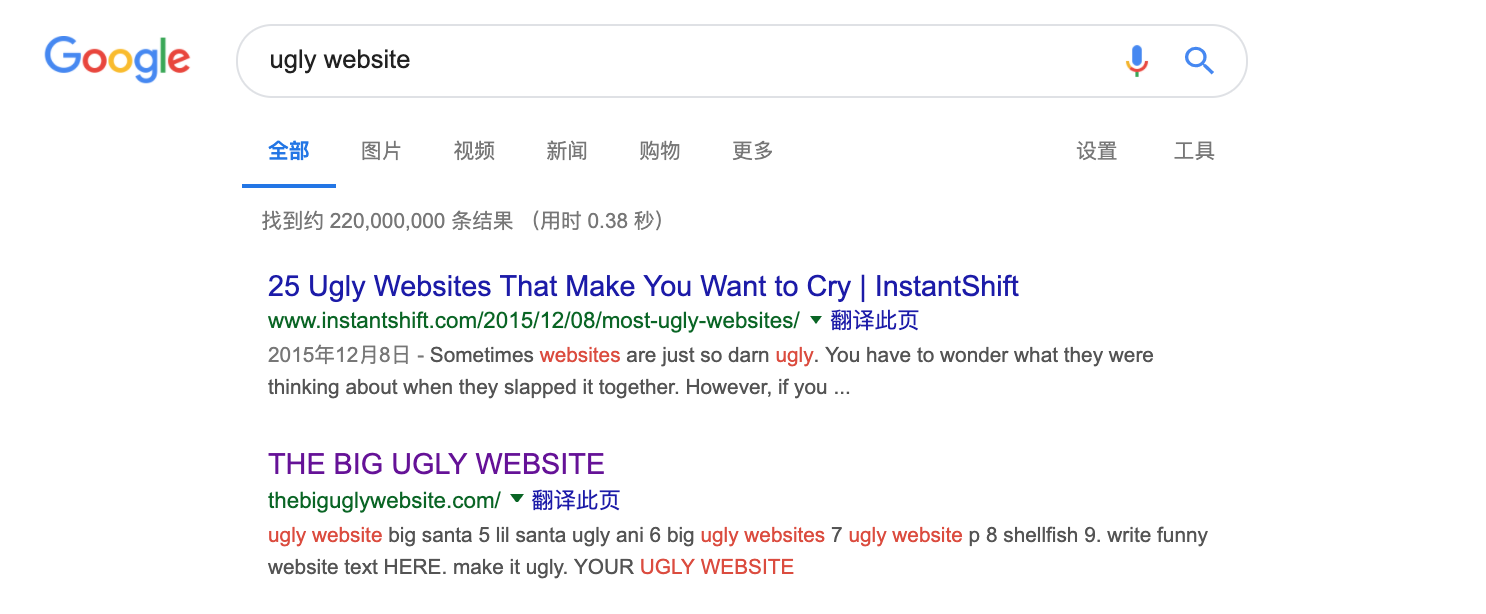 Google
ugly website
全部 图片 视频 新闻 购物 更多 设置 工具
找到约 220,000,000 条结果 （用时 0.38 秒）
25 Ugly Websites That Make You Want to Cry | InstantShift
www.instantshift.com/2015/12/08/most-ugly-websites/ 翻译此页
2015年12月8日 - Sometimes websites are just so darn ugly. You have to wonder what they were
thinking about when they slapped it together. However, if you ...
THE BIG UGLY WEBSITE
thebiguglywebsite.com/ 翻译此页
ugly website big santa 5 lil santa ugly ani 6 big ugly websites 7 ugly website p 8 shellfish 9. write funny
website text HERE. make it ugly. YOUR UGLY WEBSITE